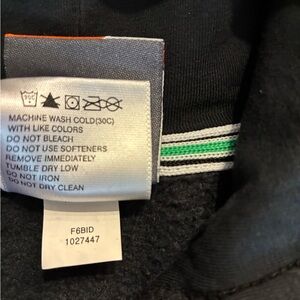 MACHINE WASH COLD(30C)
WITH LIKE COLORS
DO NOT BLEACH
DO NOT USE SOFTENERS
REMOVE IMMEDIATELY
TUMBLE DRY LOW
DO NOT IRON
DO NOT DRY CLEAN
F6BID
1027447